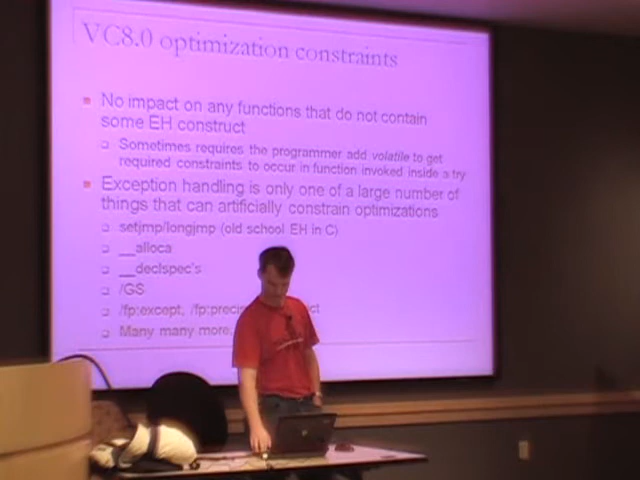 VC8.0 optimization constraints
No impact on any functions that do not contain
some EH construct
Sometimes requires the programmer add volatile to get
required constraints to occur in function invoked inside a try
Exception handling is only one of a large number of
things that can artificially constrain optimizations
setjmp/longjmp (old school EH in C)
__alloca
__declspec's
/GS
/fp:except,
Many many more,